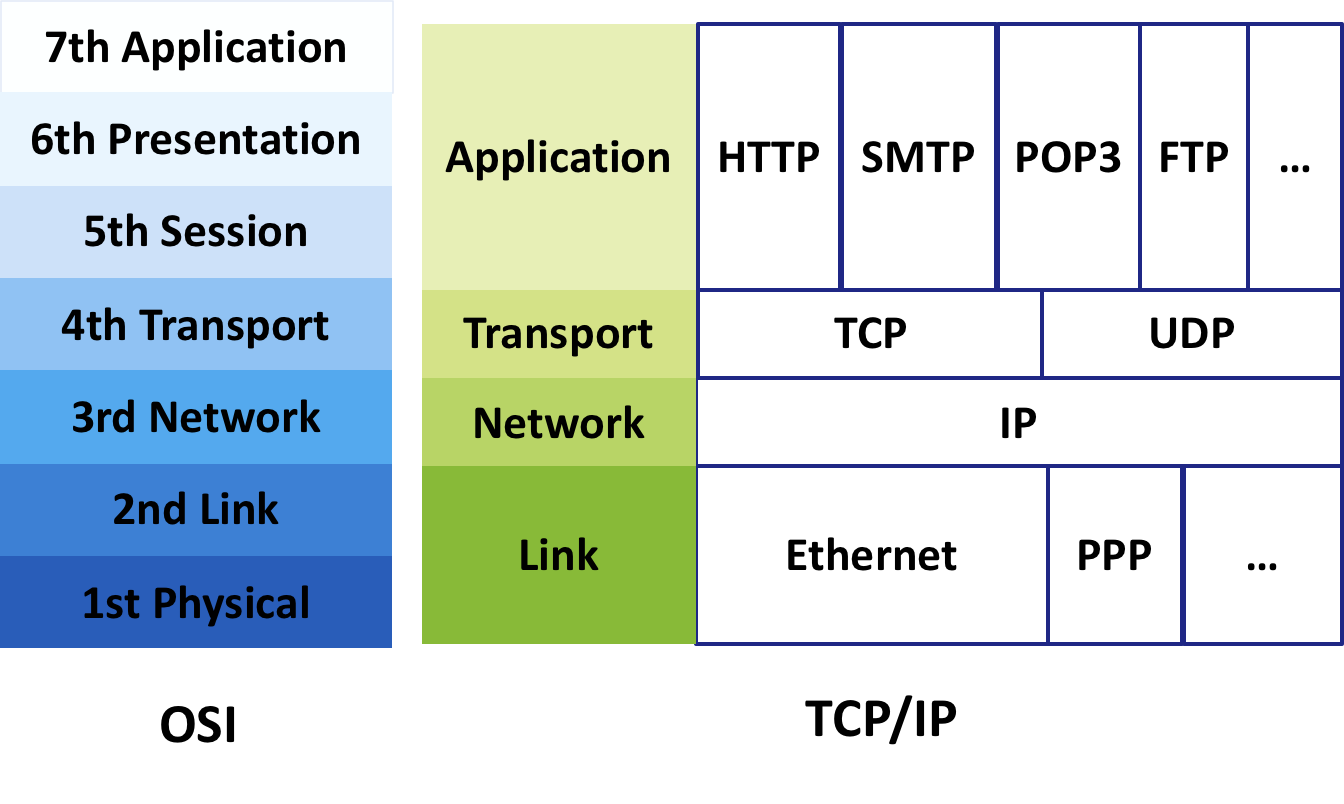 7th Application
6th Presentation
5th Session
4th Transport
3rd Network
2nd Link
1st Physical
OSI
Application HTTP SMTP POP3 FTP ...
Transport TCP UDP
Network IP
Link Ethernet PPP ...
TCP/IP